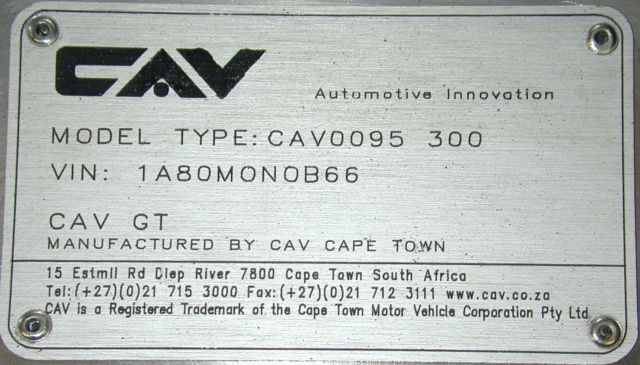 CAV
Automotive Innovation
MODEL TYPE: CAV0095 300
VIN: 1A80MON0B66
CAV GT
MANUFACTURED BY CAV CAPE TOWN
15 Estmil Rd Diep River 7800 Cape Town South Africa
Tel:(+27)(0)21 715 3000 Fax:(+27)(0)21 712 3111 www.cav.co.za
CAV is a Registered Trademark of the Cape Town Motor Vehicle Corporation Pty Ltd